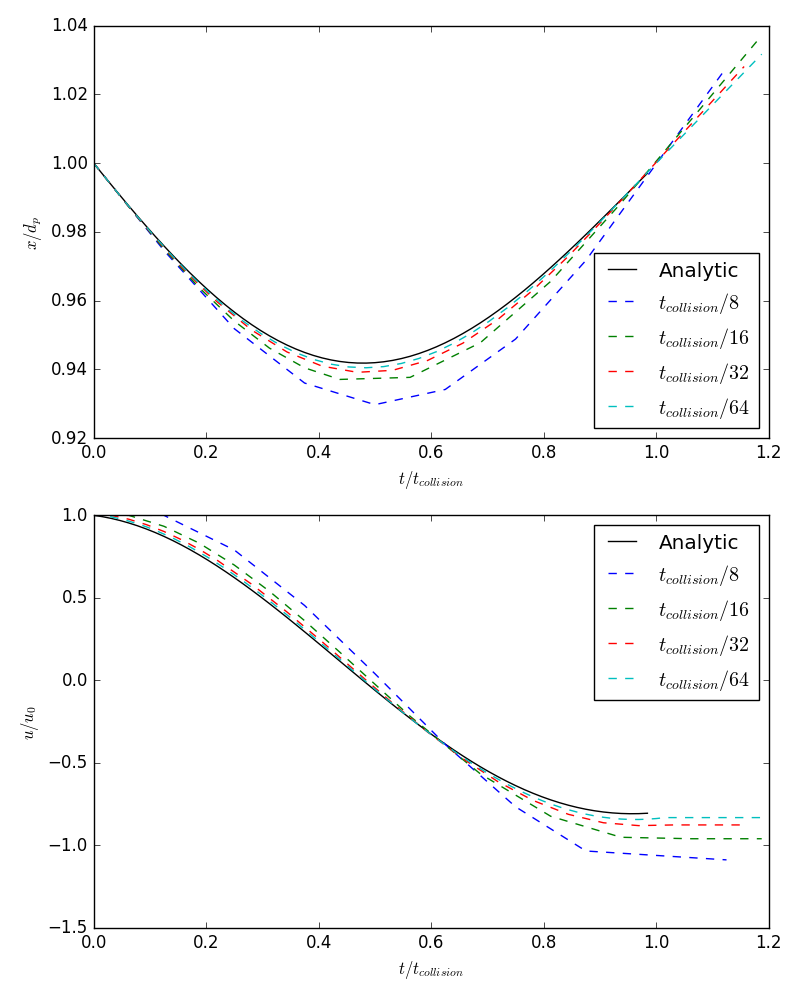 1.04
1.02
1.00
0.98
0.96
0.94
0.92
x/d_p
0.0 0.2 0.4 0.6 0.8 1.0 1.2
t/t_collision
Analytic
t_collision/8
t_collision/16
t_collision/32
t_collision/64
1.0
0.5
0.0
−0.5
−1.0
−1.5
u/u_0
0.0 0.2 0.4 0.6 0.8 1.0 1.2
t/t_collision
Analytic
t_collision/8
t_collision/16
t_collision/32
t_collision/64